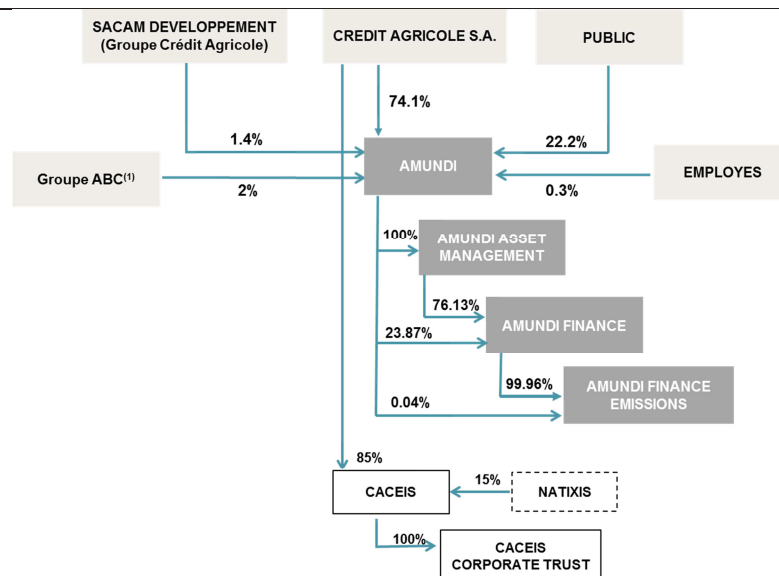 SACAM DEVELOPPEMENT
(Groupe Crédit Agricole)
CREDIT AGRICOLE S.A.
PUBLIC
74.1%
1.4%
22.2%
Groupe ABC(1)
AMUNDI
EMPLOYES
2%
0.3%
100%
AMUNDI ASSET
MANAGEMENT
76.13%
AMUNDI FINANCE
23.87%
99.96%
AMUNDI FINANCE
EMISSIONS
0.04%
85%
CACEIS
15%
NATIXIS
100%
CACEIS
CORPORATE TRUST